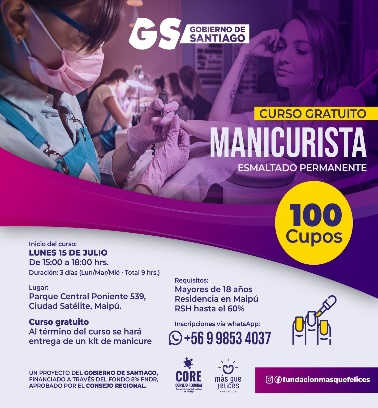 GS GOBIERNO DE
SANTIAGO
CURSO GRATUITO
MANICURISTA
ESMALTADO PERMANENTE
100
Cupos
Inicio del curso:
LUNES 15 DE JULIO
De 15:00 a 18:00 hrs.
Duración: 3 días (Lun/Mar/Mié - Total 9 hrs.)
Lugar:
Parque Central Poniente 539,
Ciudad Satélite, Maipú.
Curso gratuito
Al término del curso se hará
entrega de un kit de manicure
Requisitos:
Mayores de 18 años
Residencia en Maipú
RSH hasta el 60%
Inscripciones vía WhatsApp:
+56 9 9853 4037
UN PROYECTO DEL GOBIERNO DE SANTIAGO,
FINANCIADO A TRAVÉS DEL FONDO 8% FNDR,
APROBADO POR EL CONSEJO REGIONAL.
CORE
más que
felices
@fundacionmasquefelices